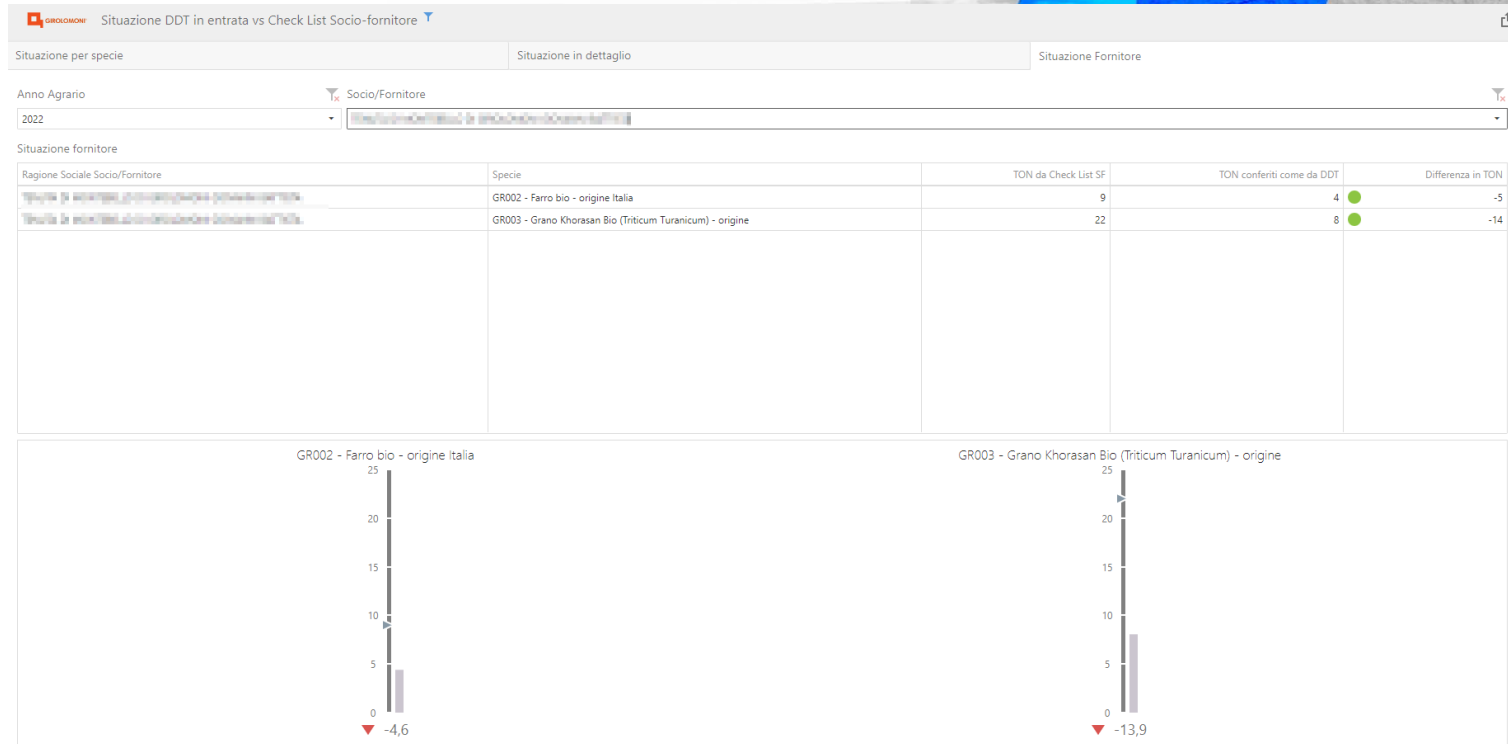 GIROLOMONI Situazione DDT in entrata vs Check List Socio-fornitore
Situazione per specie Situazione in dettaglio Situazione Fornitore
Anno Agrario Socio/Fornitore
2022
Situazione fornitore
Ragione Sociale Socio/Fornitore Specie TON da Check List SF TON conferiti come da DDT Differenza in TON
GR002 - Farro bio - origine Italia 9 4 -5
GR003 - Grano Khorasan Bio (Triticum Turanicum) - origine 22 8 -14
GR002 - Farro bio - origine Italia GR003 - Grano Khorasan Bio (Triticum Turanicum) - origine
25 25
20 20
15 15
10 10
5 5
0 0
-4,6 -13,9